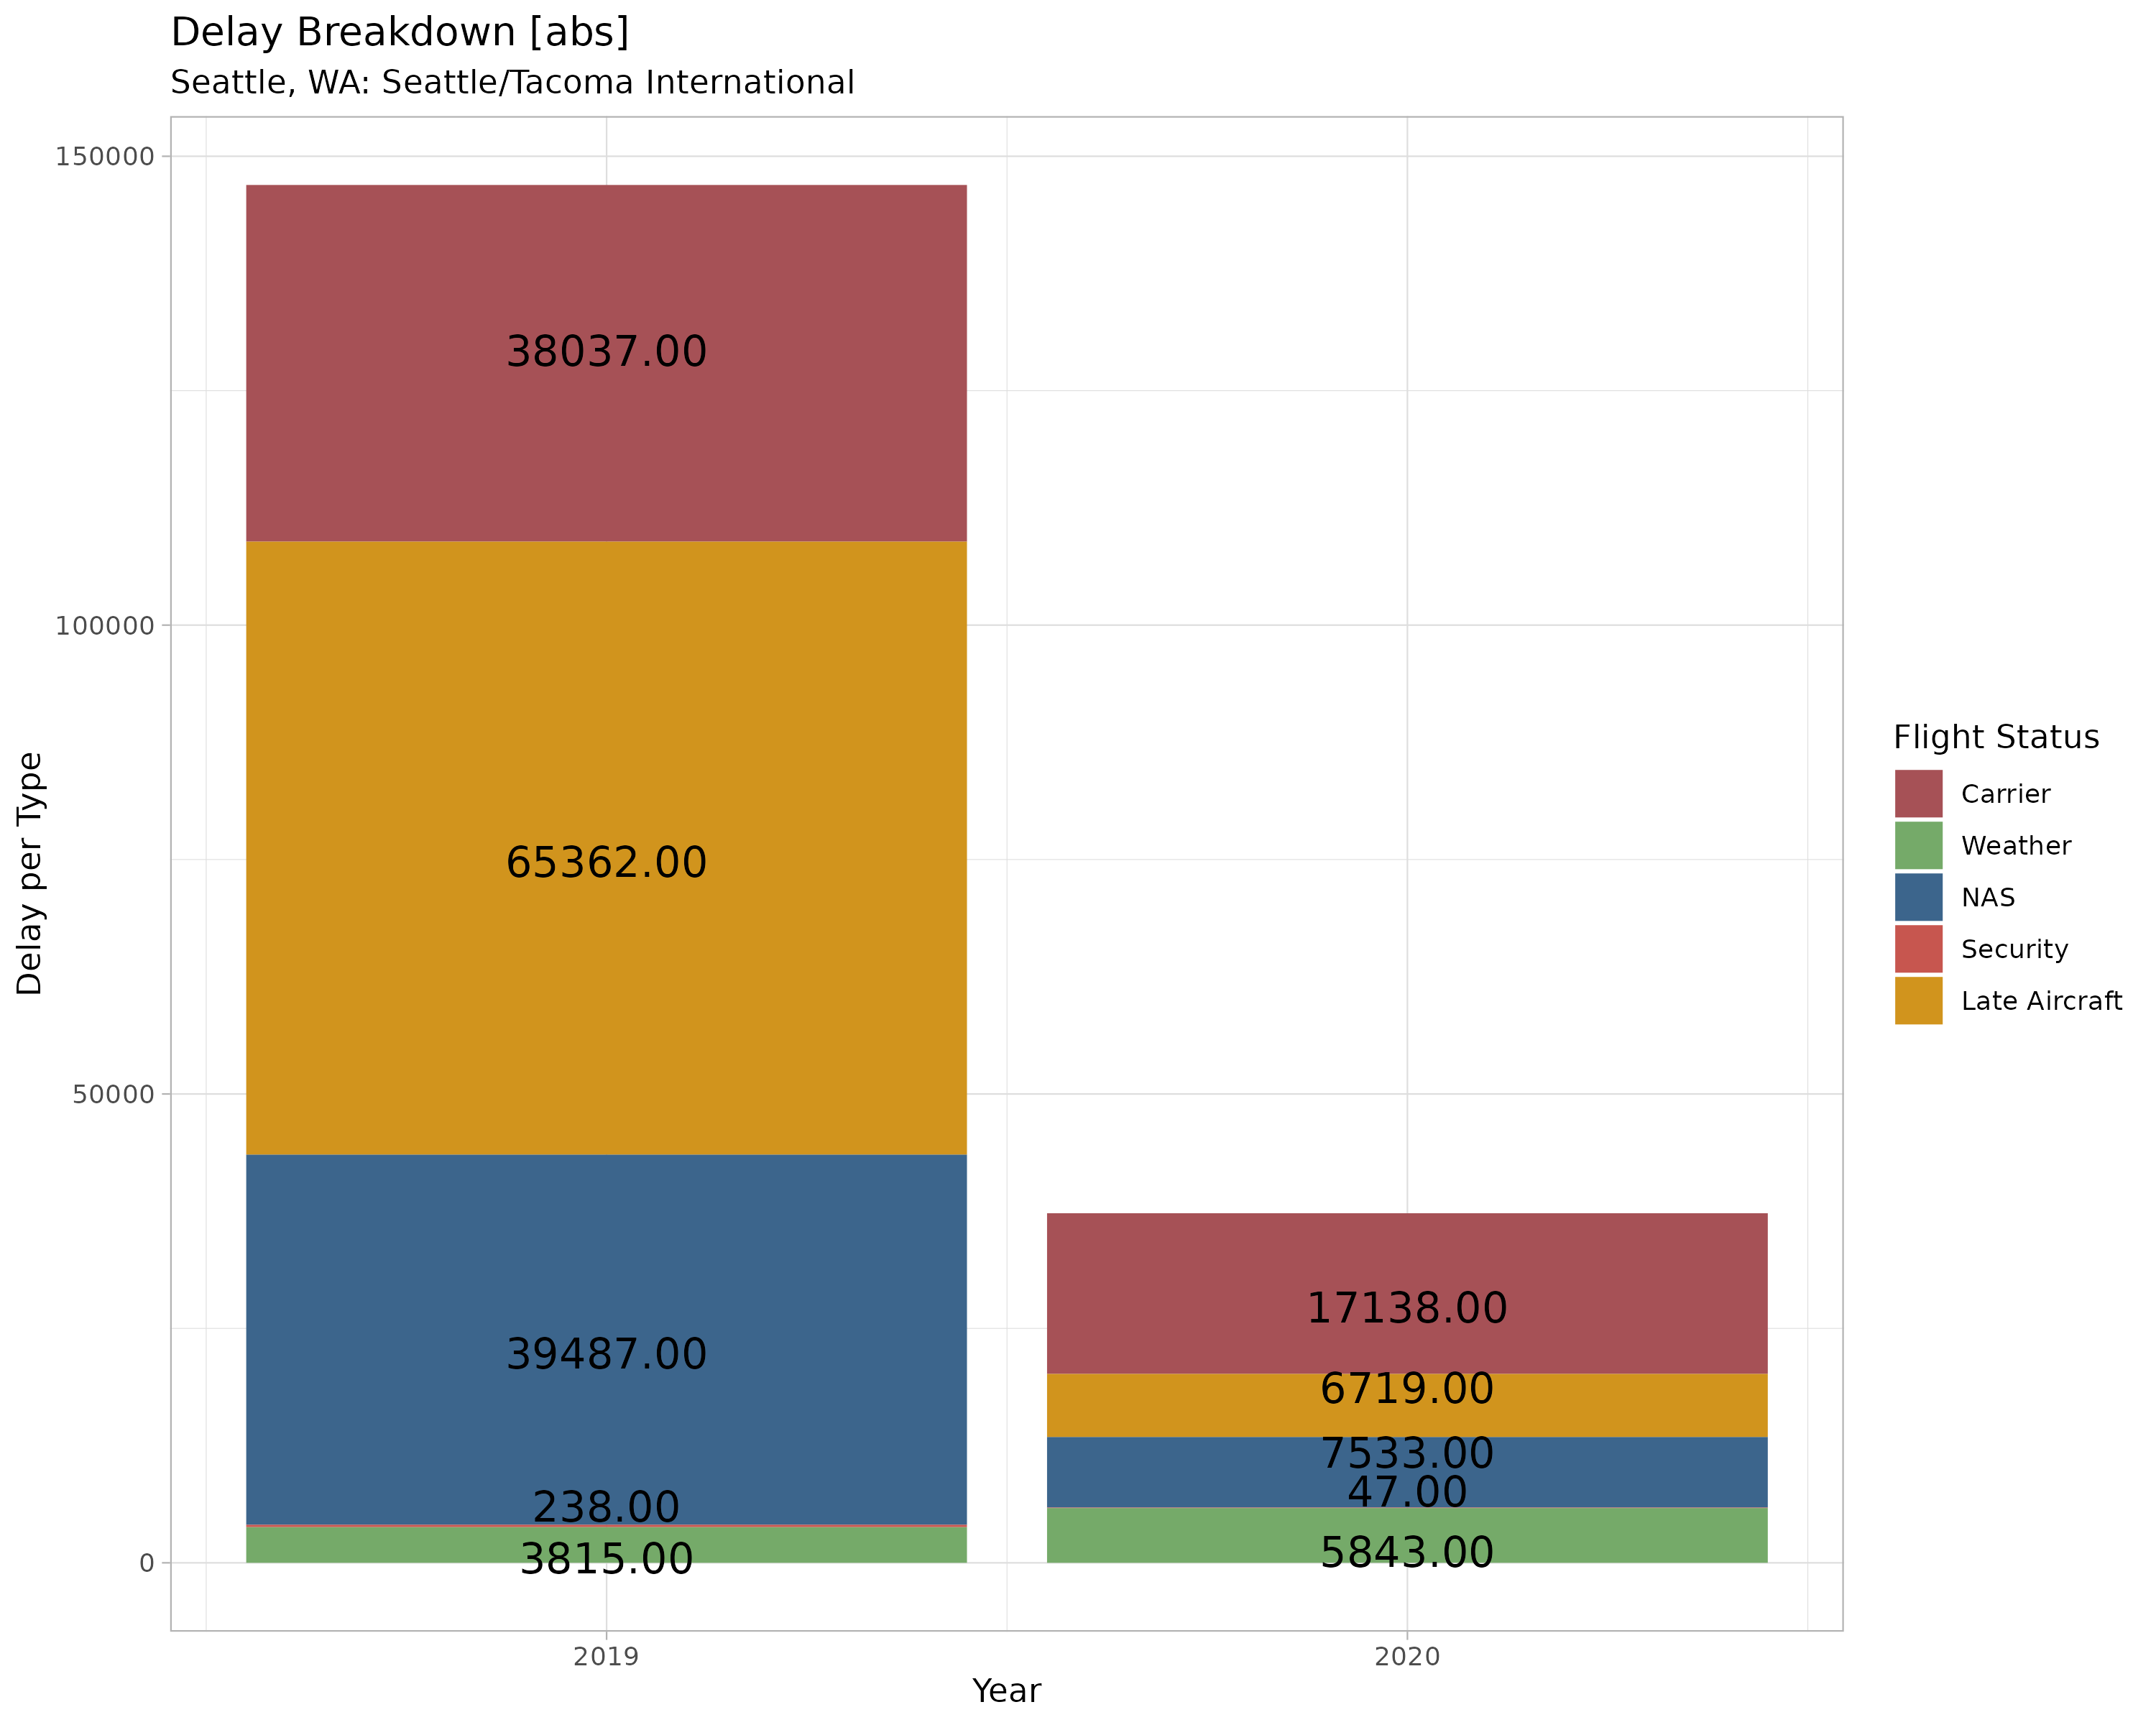 Delay Breakdown [abs]
Seattle, WA: Seattle/Tacoma International
Delay per Type
150000
100000
50000
0
38037.00
65362.00
39487.00
238.00
3815.00
17138.00
6719.00
7533.00
47.00
5843.00
2019
2020
Year
Flight Status
Carrier
Weather
NAS
Security
Late Aircraft